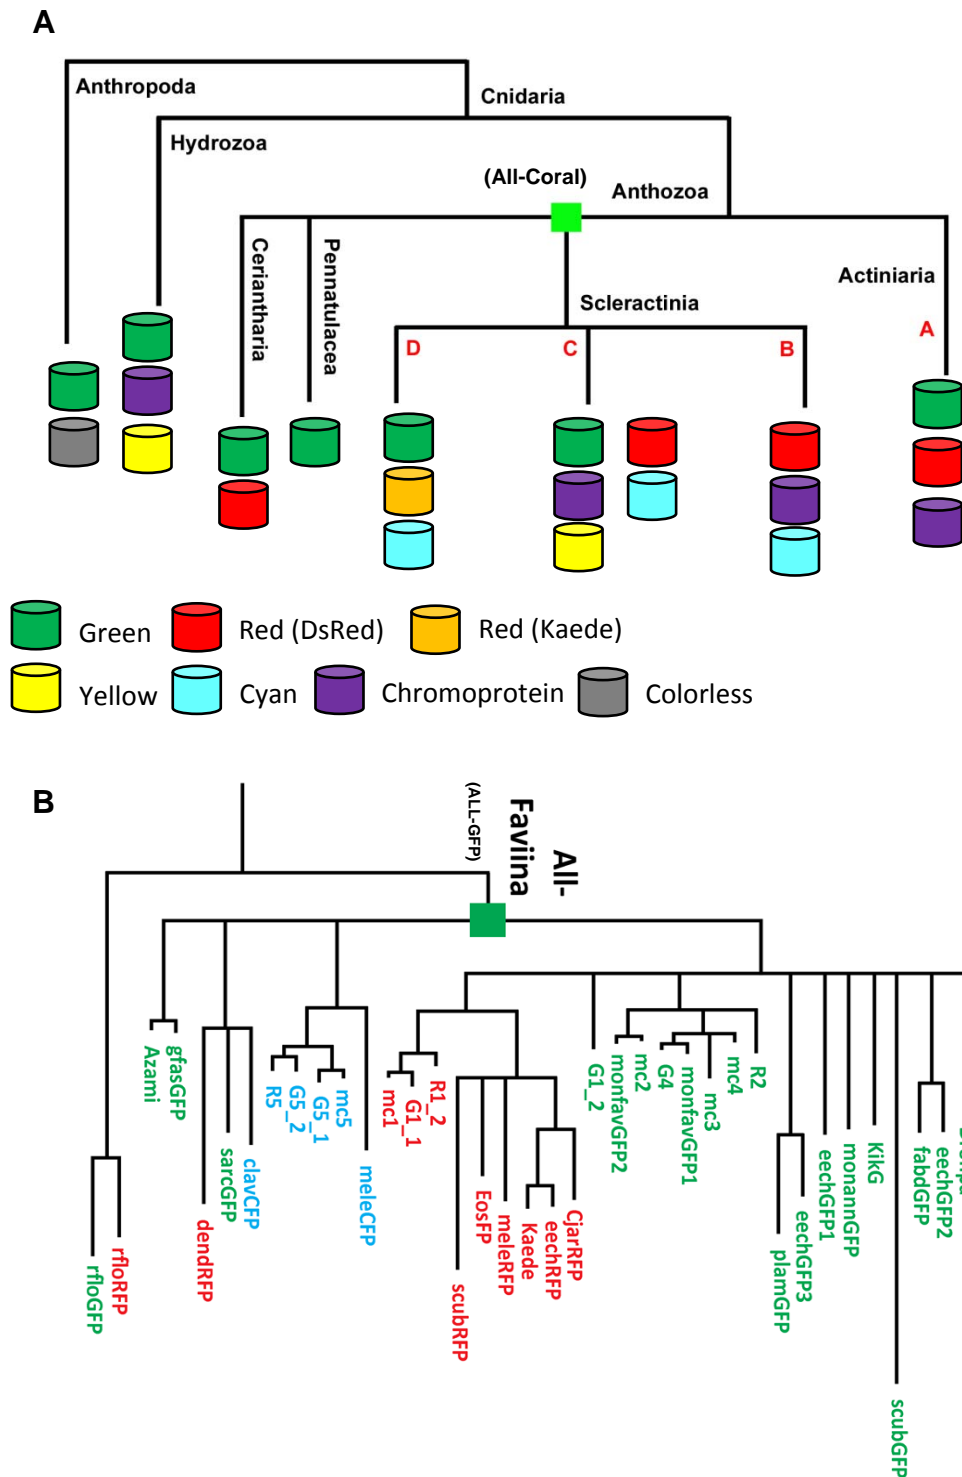 A
Anthropoda
Cnidaria
Hydrozoa
(All-Coral)
Anthozoa
Ceriantharia
Pennatulacea
Actiniaria
Scleractinia
A
D
C
B
Green
Red (DsRed)
Red (Kaede)
Yellow
Cyan
Chromoprotein
Colorless
B
(ALL-GFP)
All-
Faviina
rfloGFP
rfloRFP
Azami
gfasGFP
dendRFP
sarcGFP
clavCFP
R5
G5_2
G5_1
mc5
meleCFP
mc1
G1_1
R1_2
scubRFP
EosFP
meleRFP
Kaede
eechRFP
CjarRFP
G1_2
monfavGFP2
mc2
G4
monfavGFP1
mc3
mc4
R2
plamGFP
eechGFP3
eechGFP1
monannGFP
KikG
scubGFP
fabdGFP
eechGFP2